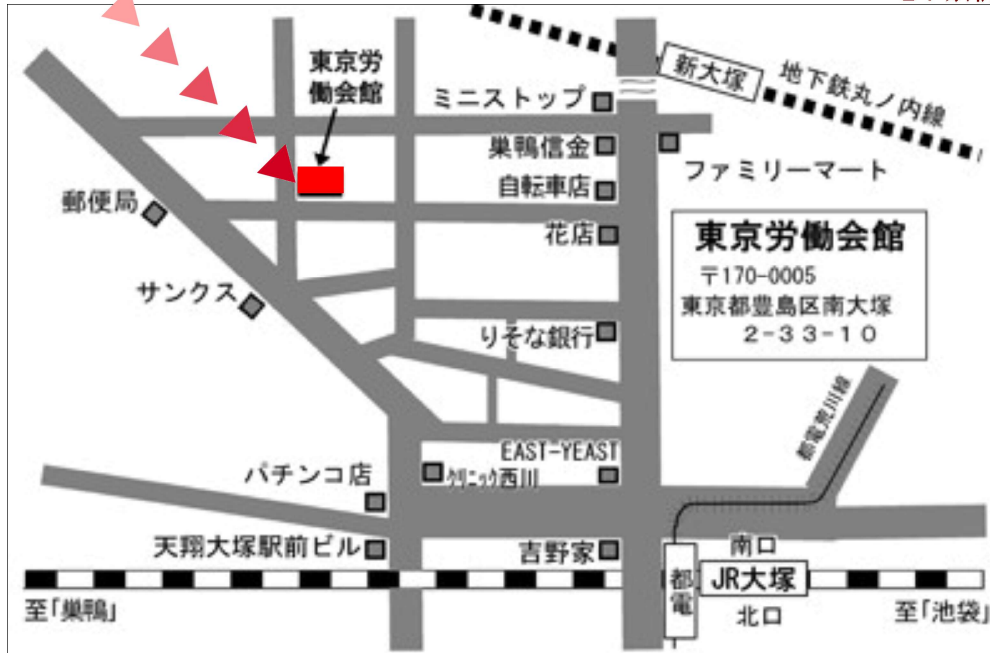 東京労
働会館
ミニストップ
新大塚
地下鉄丸ノ内線
巣鴨信金
ファミリーマート
自転車店
郵便局
花店
東京労働会館
〒170-0005
東京都豊島区南大塚
2-33-10
サンクス
りそな銀行
都電荒川線
EAST-YEAST
パチンコ店
クリニック西川
天翔大塚駅前ビル
吉野家
南口
都電
JR大塚
北口
至「巣鴨」
至「池袋」